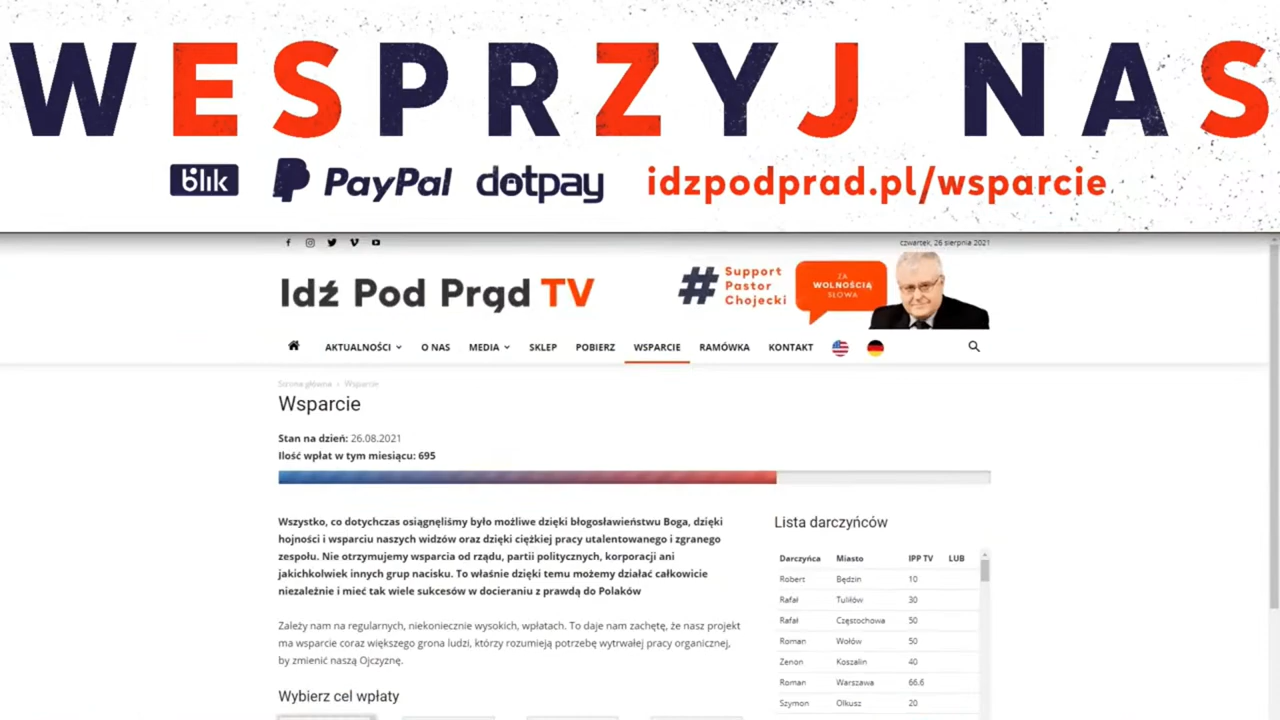 WESPRZYJ NAS
blik PayPal dotpay idzpodprad.pl/wsparcie
czwartek, 26 sierpnia 2021
Idź Pod Prąd TV
# Support
Pastor
Chojecki
ZA
WOLNOŚCIĄ
SŁOWA
AKTUALNOŚCI O NAS MEDIA SKLEP POBIERZ WSPARCIE RAMÓWKA KONTAKT
Strona główna › Wsparcie
Wsparcie
Stan na dzień: 26.08.2021
Ilość wpłat w tym miesiącu: 695
Wszystko, co dotychczas osiągnęliśmy było możliwe dzięki błogosławieństwu Boga, dzięki
hojności i wsparciu naszych widzów oraz dzięki ciężkiej pracy utalentowanego i zgranego
zespołu. Nie otrzymujemy wsparcia od rządu, partii politycznych, korporacji ani
jakichkolwiek innych grup nacisku. To właśnie dzięki temu możemy działać całkowicie
niezależnie i mieć tak wiele sukcesów w docieraniu z prawdą do Polaków
Zależy nam na regularnych, niekoniecznie wysokich, wpłatach. To daje nam zachętę, że nasz projekt
ma wsparcie coraz większego grona ludzi, którzy rozumieją potrzebę wytrwałej pracy organicznej,
by zmienić naszą Ojczyznę.
Wybierz cel wpłaty
Lista darczyńców
Darczyńca Miasto IPP TV LUB
Robert Będzin 10
Rafał Tuliłów 30
Rafał Częstochowa 50
Roman Wołów 50
Zenon Koszalin 40
Roman Warszawa 66.6
Szymon Olkusz 20